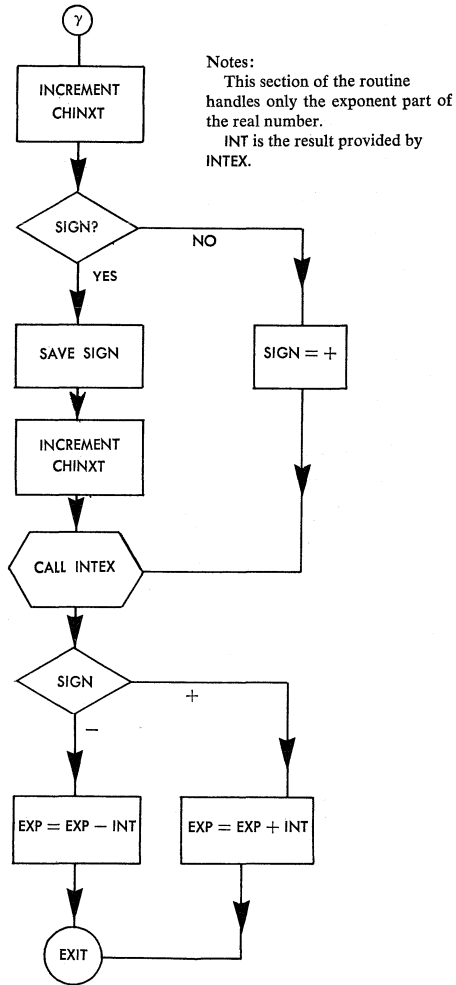 γ
INCREMENT
CHINXT
Notes:
This section of the routine
handles only the exponent part of
the real number.
INT is the result provided by
INTEX.
SIGN?
NO
YES
SAVE SIGN
SIGN = +
INCREMENT
CHINXT
CALL INTEX
SIGN
+
−
EXP = EXP − INT
EXP = EXP + INT
EXIT